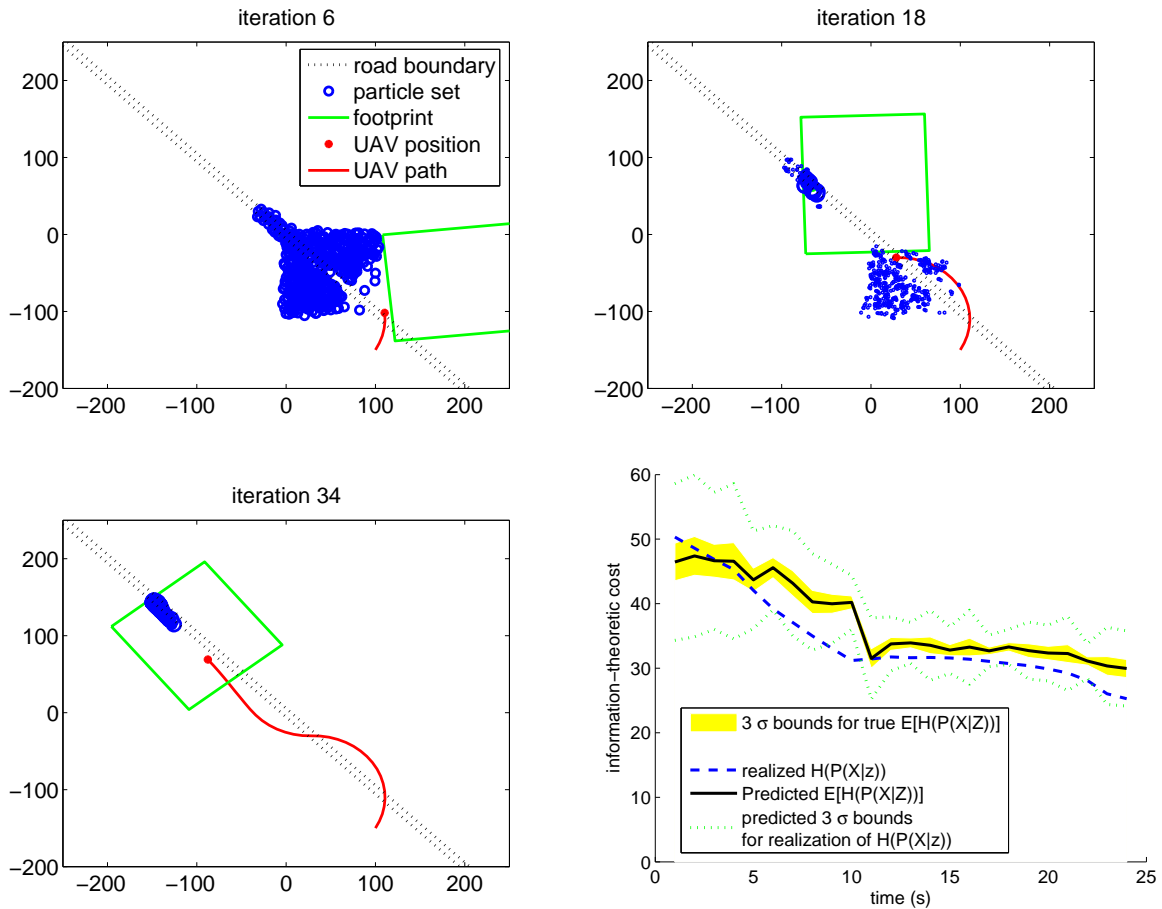 iteration 6
200
100
0
−100
−200
−200
−100
0
100
200
road boundary
particle set
footprint
UAV position
UAV path
iteration 18
200
100
0
−100
−200
−200
−100
0
100
200
iteration 34
200
100
0
−100
−200
−200
−100
0
100
200
60
50
40
30
20
10
0
0
5
10
15
20
25
information−theoretic cost
time (s)
3 σ bounds for true E[H(P(X|Z))]
realized H(P(X|z))
Predicted E[H(P(X|Z))]
predicted 3 σ bounds
for realization of H(P(X|z))